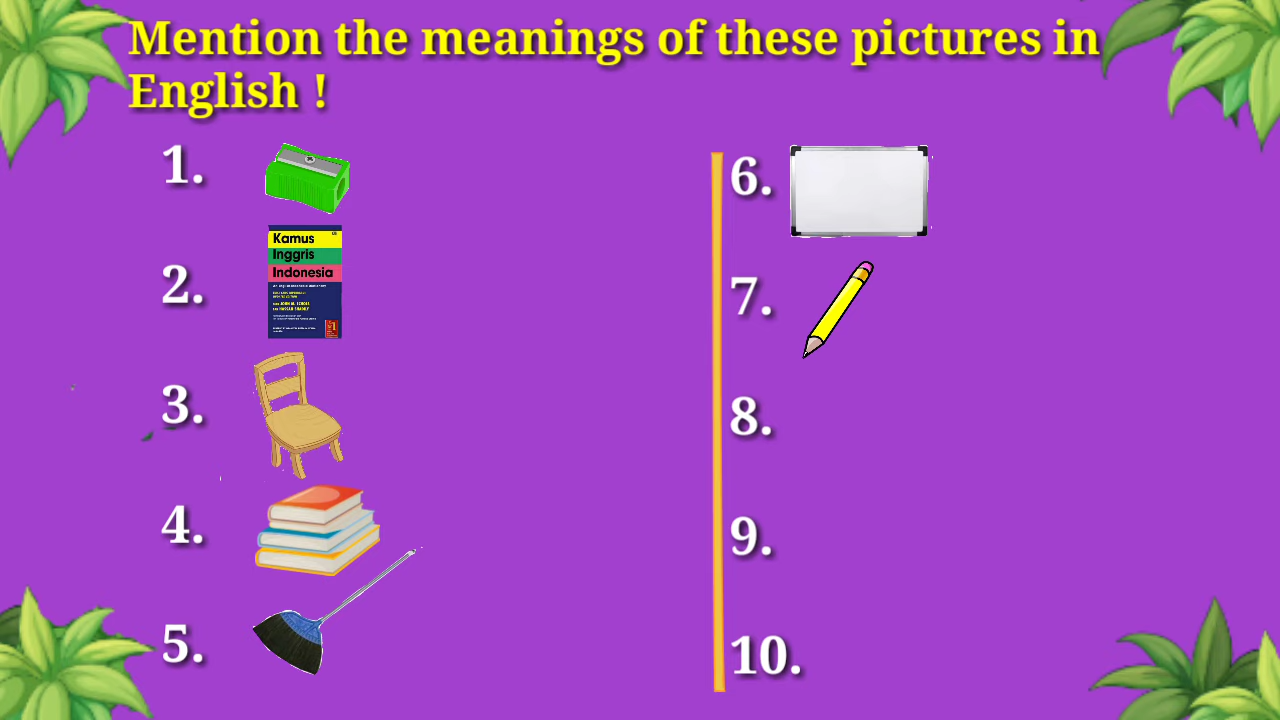 Mention the meanings of these pictures in
English !
1.
2.
Kamus
Inggris
Indonesia
3.
4.
5.
6.
7.
8.
9.
10.